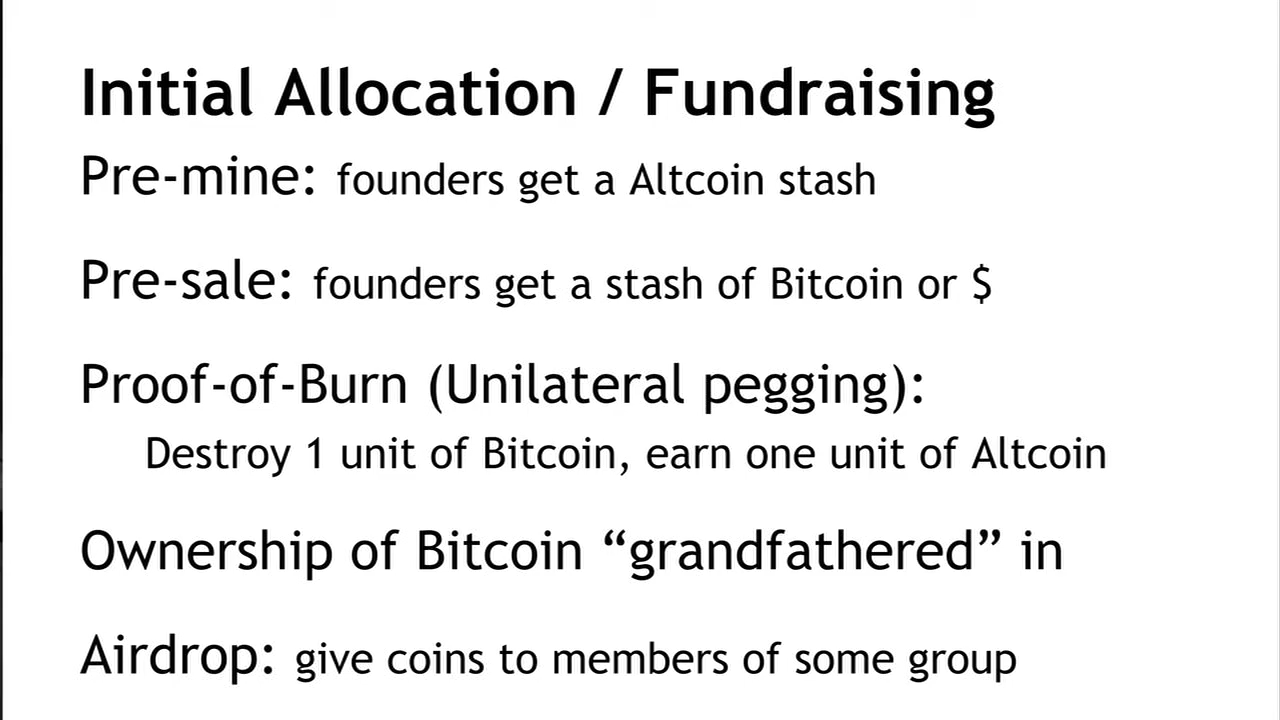 Initial Allocation / Fundraising
Pre-mine: founders get a Altcoin stash
Pre-sale: founders get a stash of Bitcoin or $
Proof-of-Burn (Unilateral pegging):
Destroy 1 unit of Bitcoin, earn one unit of Altcoin
Ownership of Bitcoin “grandfathered” in
Airdrop: give coins to members of some group